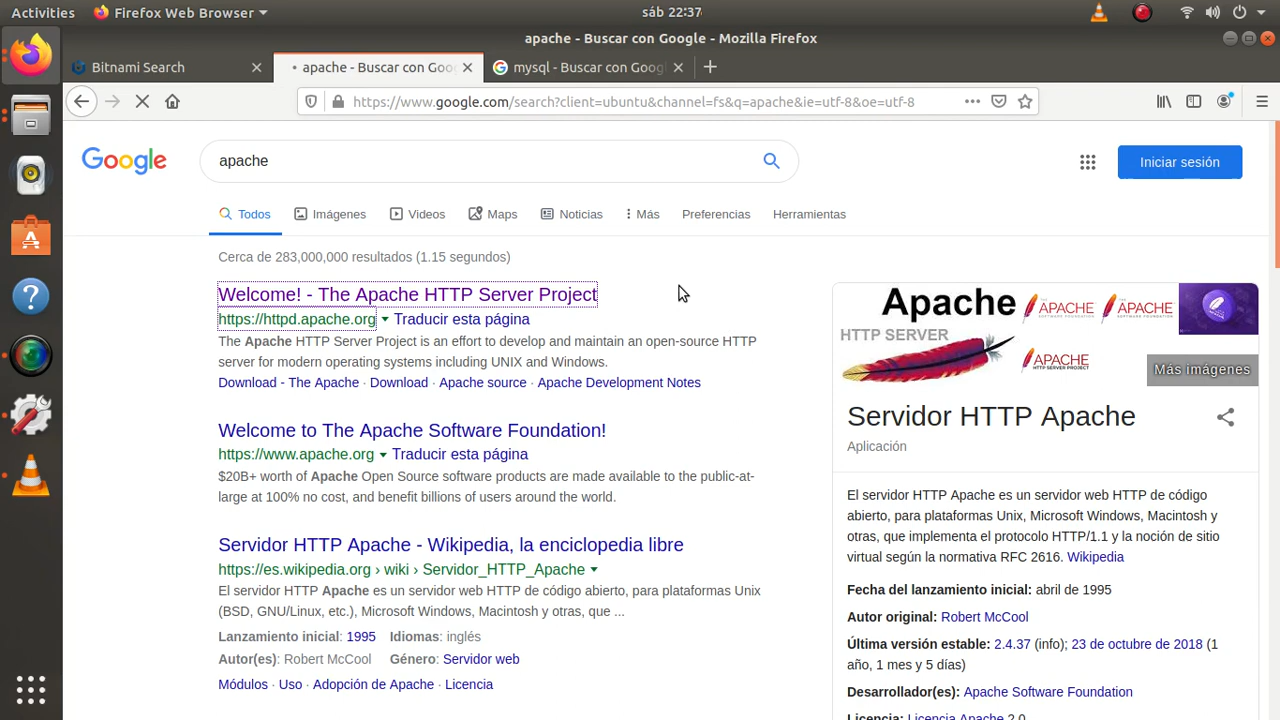 Activities Firefox Web Browser sáb 22:37
apache - Buscar con Google - Mozilla Firefox
Bitnami Search apache - Buscar con Goo mysql - Buscar con Googl
https://www.google.com/search?client=ubuntu&channel=fs&q=apache&ie=utf-8&oe=utf-8
Google apache Iniciar sesión
Todos Imágenes Videos Maps Noticias Más Preferencias Herramientas
Cerca de 283,000,000 resultados (1.15 segundos)
Welcome! - The Apache HTTP Server Project
https://httpd.apache.org Traducir esta página
The Apache HTTP Server Project is an effort to develop and maintain an open-source HTTP
server for modern operating systems including UNIX and Windows.
Download - The Apache · Download · Apache source · Apache Development Notes
Welcome to The Apache Software Foundation!
https://www.apache.org Traducir esta página
$20B+ worth of Apache Open Source software products are made available to the public-at-
large at 100% no cost, and benefit billions of users around the world.
Servidor HTTP Apache - Wikipedia, la enciclopedia libre
https://es.wikipedia.org › wiki › Servidor_HTTP_Apache
El servidor HTTP Apache es un servidor web HTTP de código abierto, para plataformas Unix
(BSD, GNU/Linux, etc.), Microsoft Windows, Macintosh y otras, que ...
Lanzamiento inicial: 1995 Idiomas: inglés
Autor(es): Robert McCool Género: Servidor web
Módulos · Uso · Adopción de Apache · Licencia
Apache
HTTP SERVER
APACHE
APACHE
APACHE
HTTP SERVER PROJECT
Más imágenes
Servidor HTTP Apache
Aplicación
El servidor HTTP Apache es un servidor web HTTP de código
abierto, para plataformas Unix, Microsoft Windows, Macintosh y
otras, que implementa el protocolo HTTP/1.1 y la noción de sitio
virtual según la normativa RFC 2616. Wikipedia
Fecha del lanzamiento inicial: abril de 1995
Autor original: Robert McCool
Última versión estable: 2.4.37 (info); 23 de octubre de 2018 (1
año, 1 mes y 5 días)
Desarrollador(es): Apache Software Foundation
Licencia: Licencia Apache 2.0